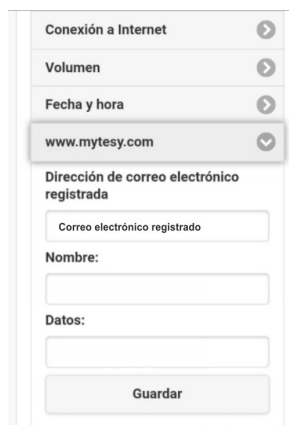 Conexión a Internet
Volumen
Fecha y hora
www.mytesy.com
Dirección de correo electrónico
registrada
Correo electrónico registrado
Nombre:
Datos:
Guardar